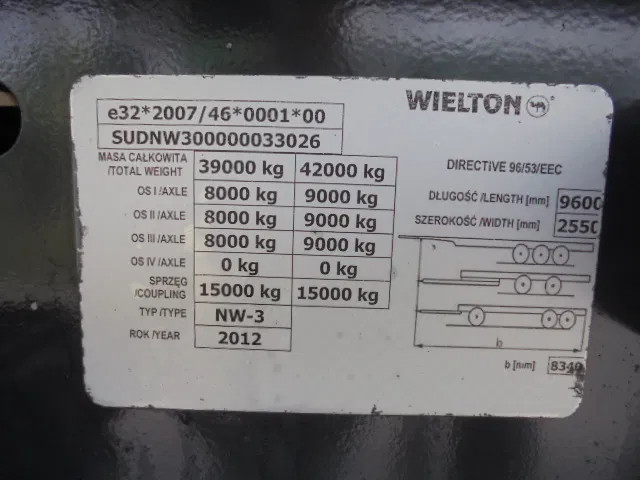 WIELTON
e32*2007/46*0001*00
SUDNW300000033026
MASA CAŁKOWITA
/TOTAL WEIGHT 39000 kg 42000 kg
OS I /AXLE 8000 kg 9000 kg
OS II /AXLE 8000 kg 9000 kg
OS III /AXLE 8000 kg 9000 kg
OS IV /AXLE 0 kg 0 kg
SPRZĘG
/COUPLING 15000 kg 15000 kg
TYP /TYPE NW-3
ROK /YEAR 2012
DIRECTIVE 96/53/EEC
DŁUGOŚĆ /LENGTH [mm] 9600
SZEROKOŚĆ /WIDTH [mm] 2550
b
b [mm] 8340